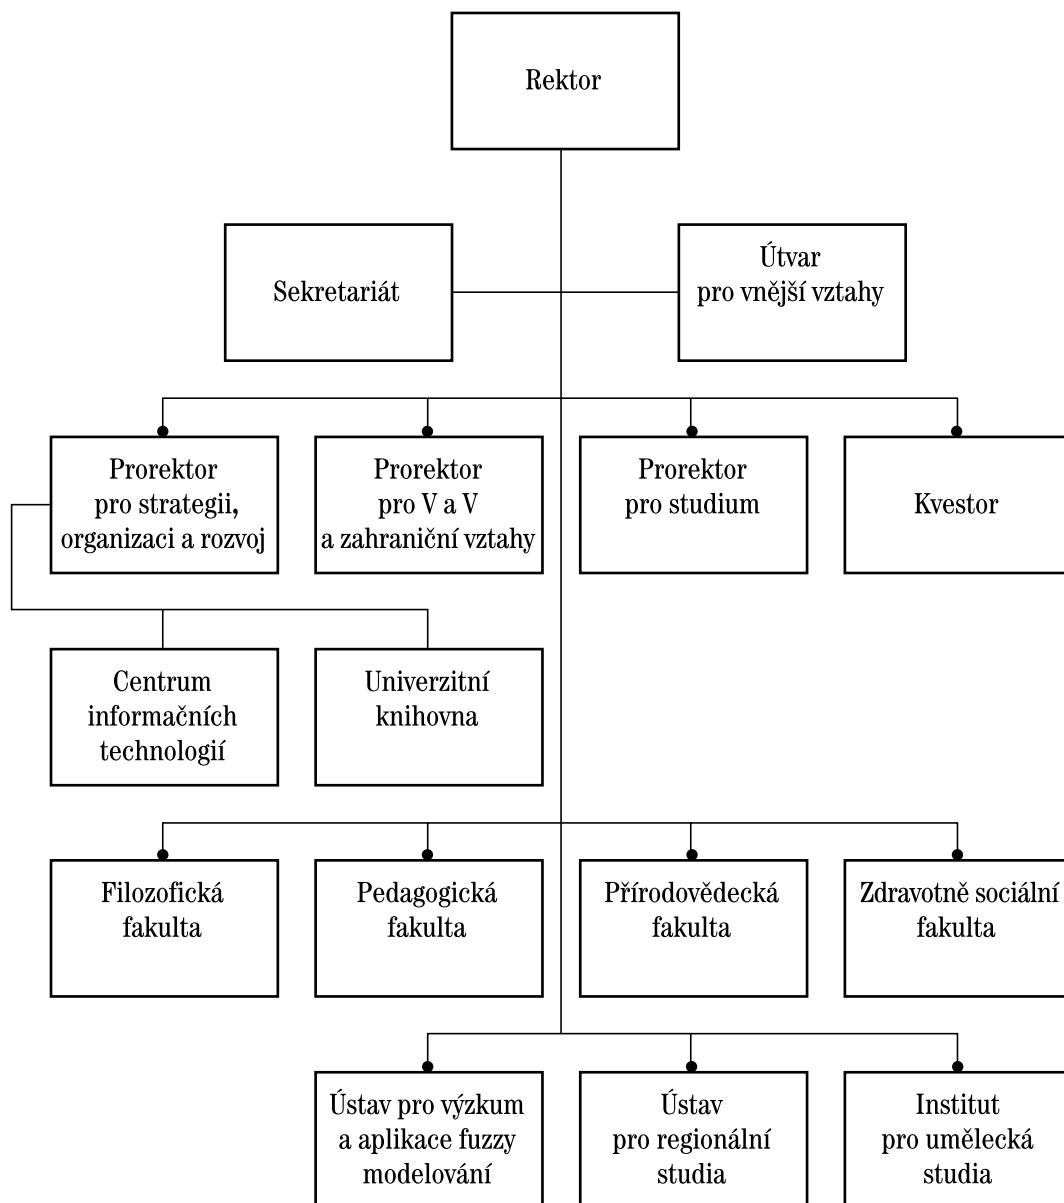 Rektor
Sekretariát
Útvar
pro vnější vztahy
Prorektor
pro strategii,
organizaci a rozvoj
Prorektor
pro V a V
a zahraniční vztahy
Prorektor
pro studium
Kvestor
Centrum
informačních
technologií
Univerzitní
knihovna
Filozofická
fakulta
Pedagogická
fakulta
Přírodovědecká
fakulta
Zdravotně sociální
fakulta
Ústav pro výzkum
a aplikace fuzzy
modelování
Ústav
pro regionální
studia
Institut
pro umělecká
studia